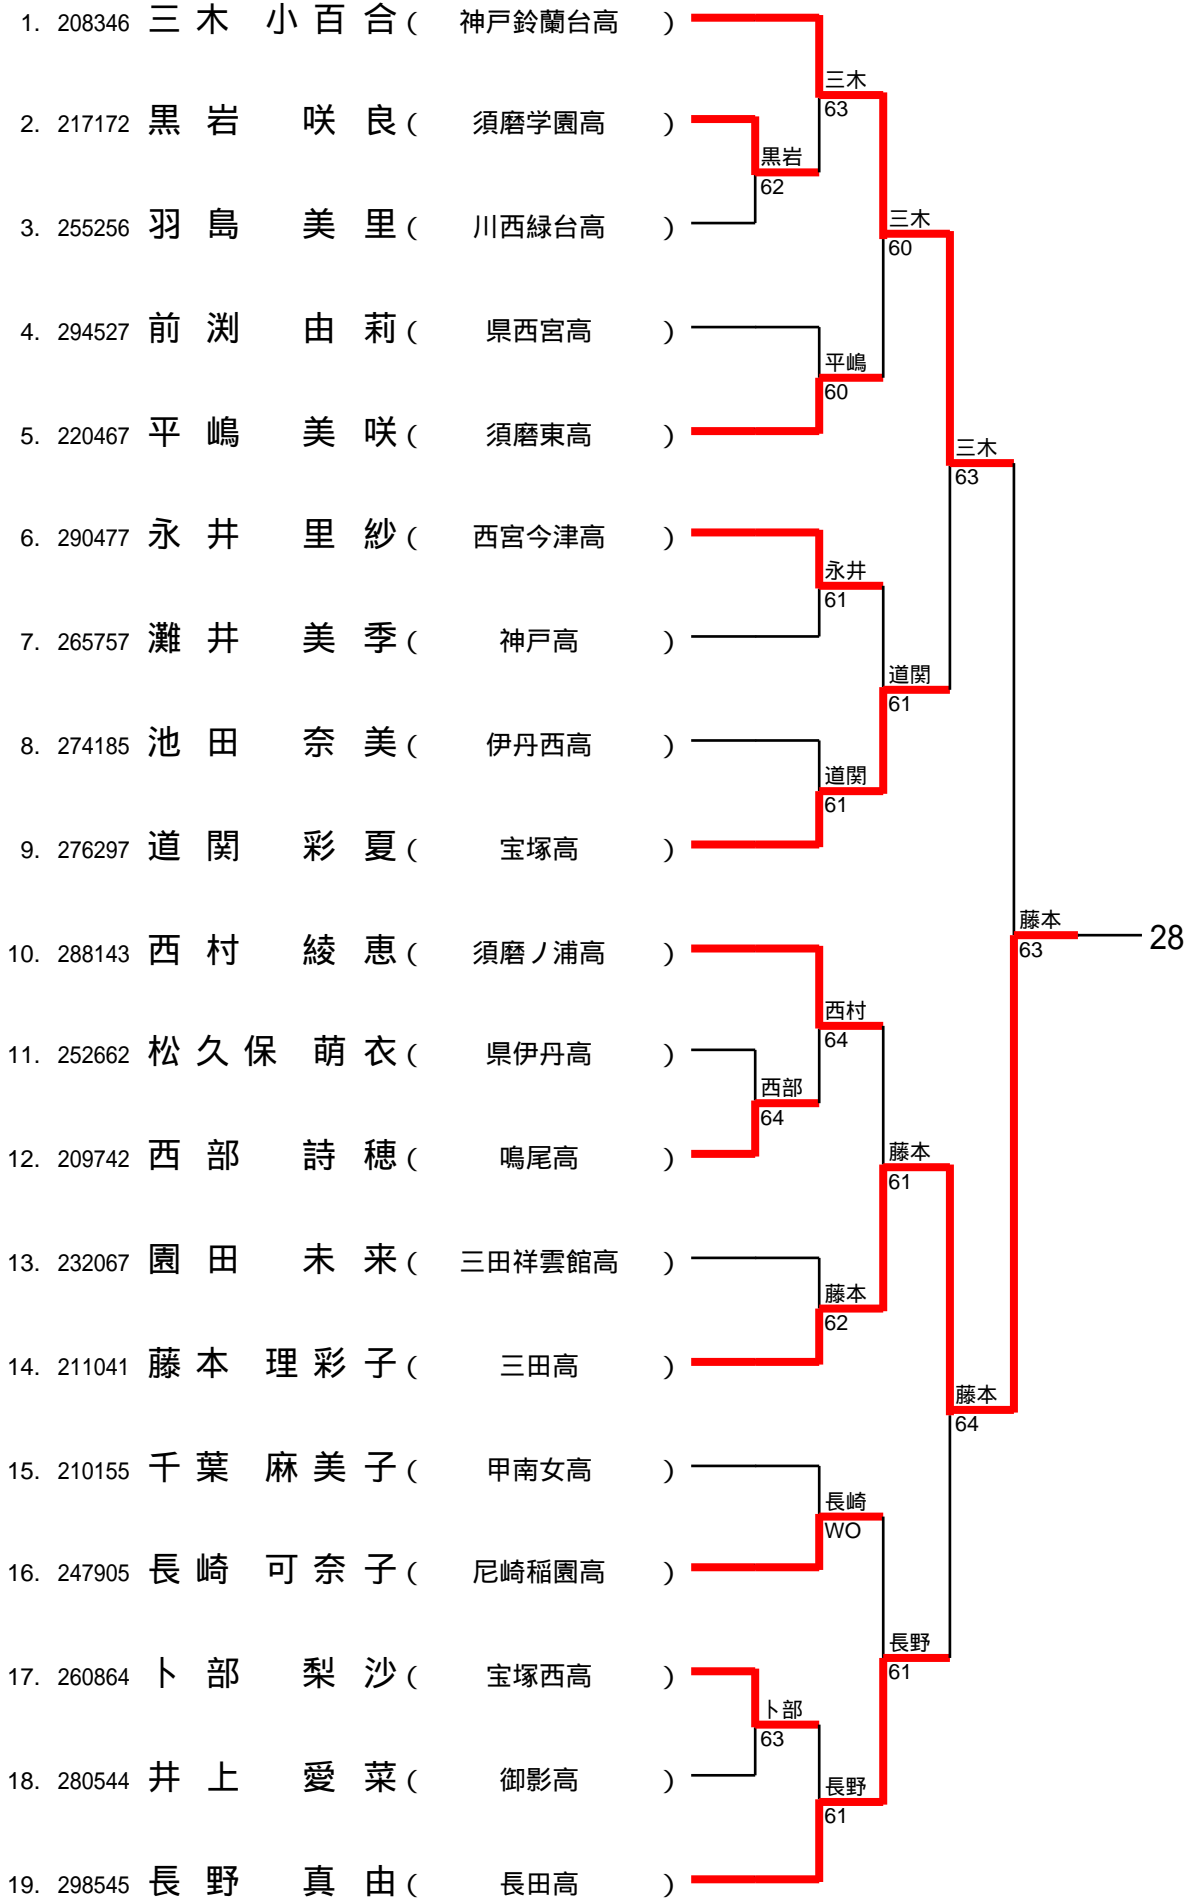 1. 208346 三木 小百合 ( 神戸鈴蘭台高 )
三木
63
2. 217172 黒岩 咲良 ( 須磨学園高 )
黒岩
62
3. 255256 羽島 美里 ( 川西緑台高 )
三木
60
4. 294527 前渕 由莉 ( 県西宮高 )
平嶋
60
5. 220467 平嶋 美咲 ( 須磨東高 )
三木
63
6. 290477 永井 里紗 ( 西宮今津高 )
永井
61
7. 265757 灘井 美季 ( 神戸高 )
道関
61
8. 274185 池田 奈美 ( 伊丹西高 )
道関
61
9. 276297 道関 彩夏 ( 宝塚高 )
藤本
63
28
10. 288143 西村 綾恵 ( 須磨ノ浦高 )
西村
64
11. 252662 松久保 萌衣 ( 県伊丹高 )
西部
64
12. 209742 西部 詩穂 ( 鳴尾高 )
藤本
61
13. 232067 園田 未来 ( 三田祥雲館高 )
藤本
62
14. 211041 藤本 理彩子 ( 三田高 )
藤本
64
15. 210155 千葉 麻美子 ( 甲南女高 )
長崎
WO
16. 247905 長崎 可奈子 ( 尼崎稲園高 )
長野
61
17. 260864 卜部 梨沙 ( 宝塚西高 )
卜部
63
18. 280544 井上 愛菜 ( 御影高 )
長野
61
19. 298545 長野 真由 ( 長田高 )